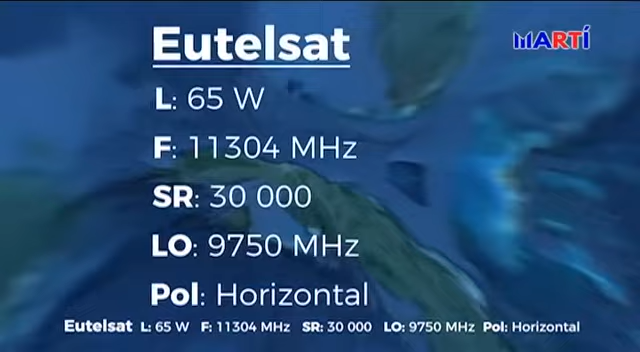 Eutelsat
MARTÍ
L: 65 W
F: 11304 MHz
SR: 30 000
LO: 9750 MHz
Pol: Horizontal
Eutelsat L: 65 W F: 11304 MHz SR: 30 000 LO: 9750 MHz Pol: Horizontal